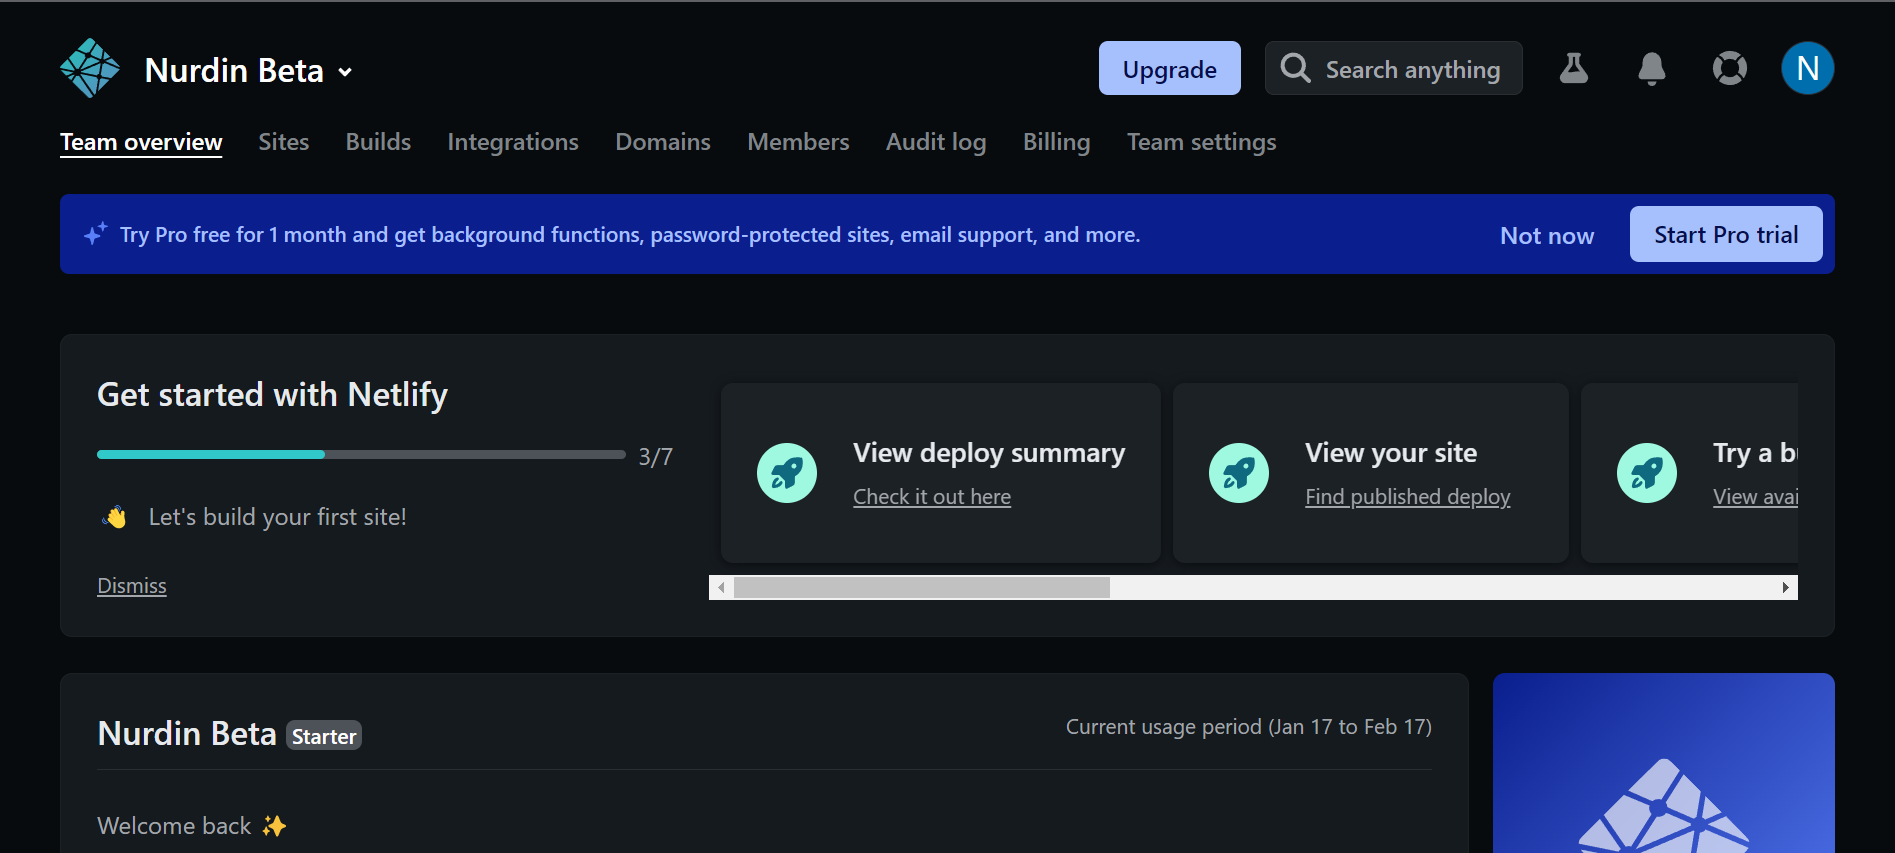 Nurdin Beta
Upgrade
Search anything
N
Team overview
Sites
Builds
Integrations
Domains
Members
Audit log
Billing
Team settings
Try Pro free for 1 month and get background functions, password-protected sites, email support, and more.
Not now
Start Pro trial
Get started with Netlify
3/7
Let's build your first site!
Dismiss
View deploy summary
Check it out here
View your site
Find published deploy
Try a b
View avai
Nurdin Beta
Starter
Current usage period (Jan 17 to Feb 17)
Welcome back